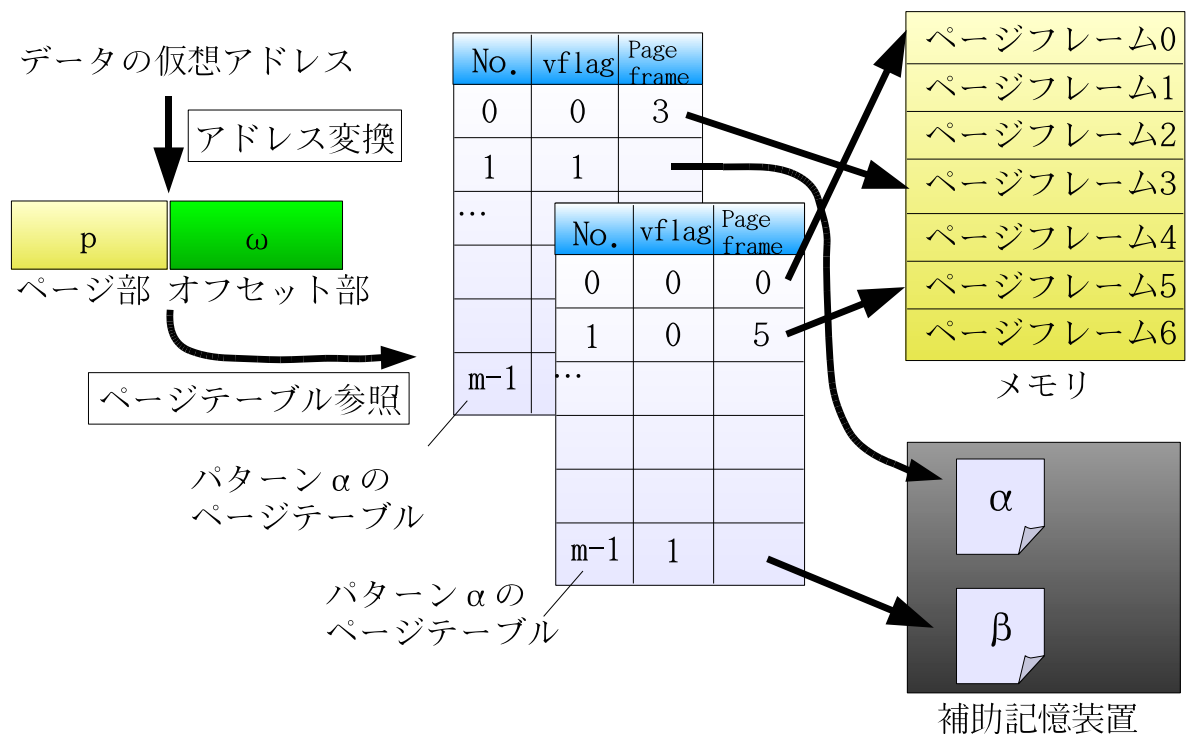 データの仮想アドレス
アドレス変換
p
ω
ページ部 オフセット部
ページテーブル参照
No. vflag Page frame
0 0 3
1 1
…
m-1
パターンαの
ページテーブル
No. vflag Page frame
0 0 0
1 0 5
…
m-1 1
パターンαの
ページテーブル
ページフレーム0
ページフレーム1
ページフレーム2
ページフレーム3
ページフレーム4
ページフレーム5
ページフレーム6
メモリ
α
β
補助記憶装置